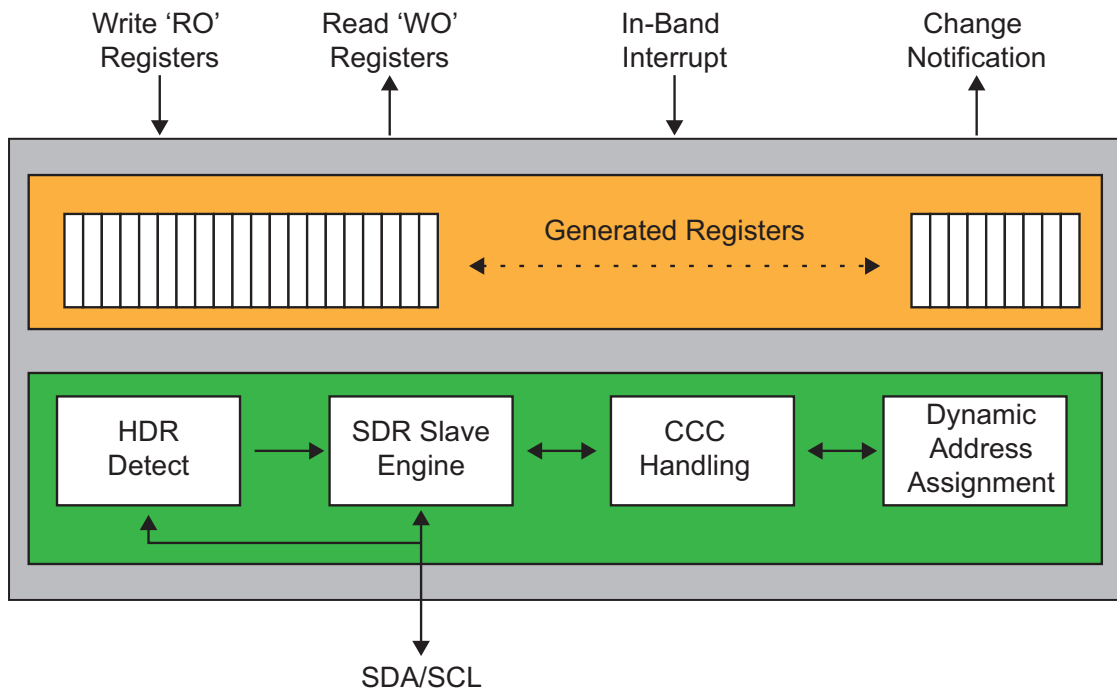 Write ‘RO’
Registers
Read ‘WO’
Registers
In-Band
Interrupt
Change
Notification
Generated Registers
HDR
Detect
SDR Slave
Engine
CCC
Handling
Dynamic
Address
Assignment
SDA/SCL